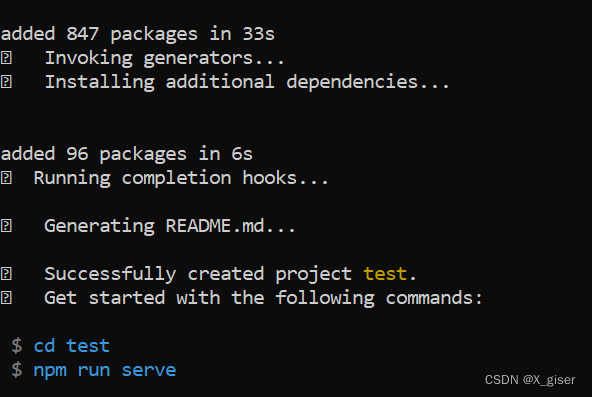 added 847 packages in 33s
Invoking generators...
Installing additional dependencies...
added 96 packages in 6s
Running completion hooks...
Generating README.md...
Successfully created project test.
Get started with the following commands:
$ cd test
$ npm run serve
CSDN @X_giser